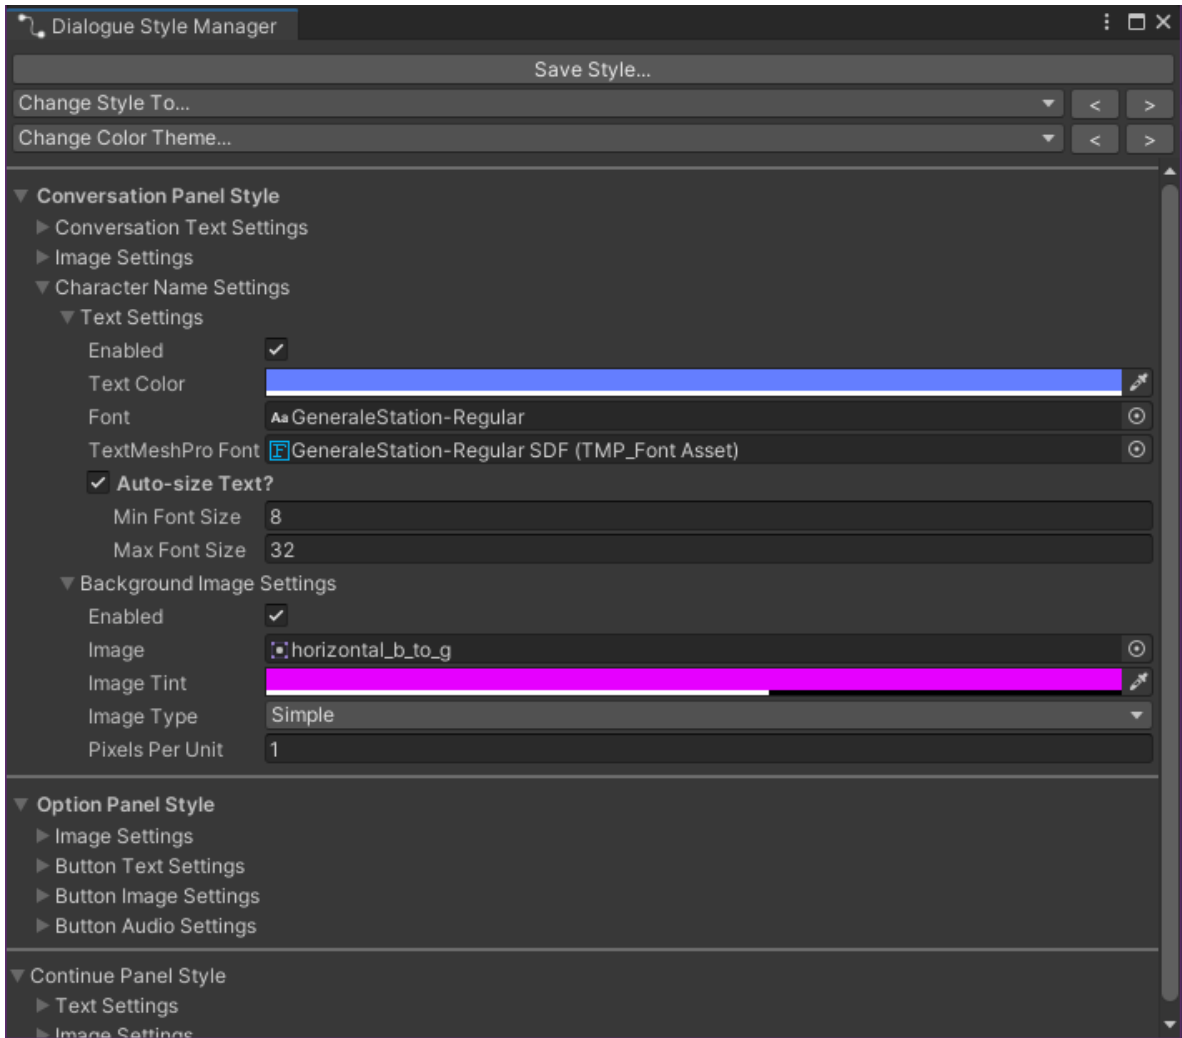 Dialogue Style Manager
Save Style...
Change Style To... < >
Change Color Theme... < >
Conversation Panel Style
Conversation Text Settings
Image Settings
Character Name Settings
Text Settings
Enabled
Text Color
Font Aa GeneraleStation-Regular
TextMeshPro Font F GeneraleStation-Regular SDF (TMP_Font Asset)
Auto-size Text?
Min Font Size 8
Max Font Size 32
Background Image Settings
Enabled
Image horizontal_b_to_g
Image Tint
Image Type Simple
Pixels Per Unit 1
Option Panel Style
Image Settings
Button Text Settings
Button Image Settings
Button Audio Settings
Continue Panel Style
Text Settings
Image Settings